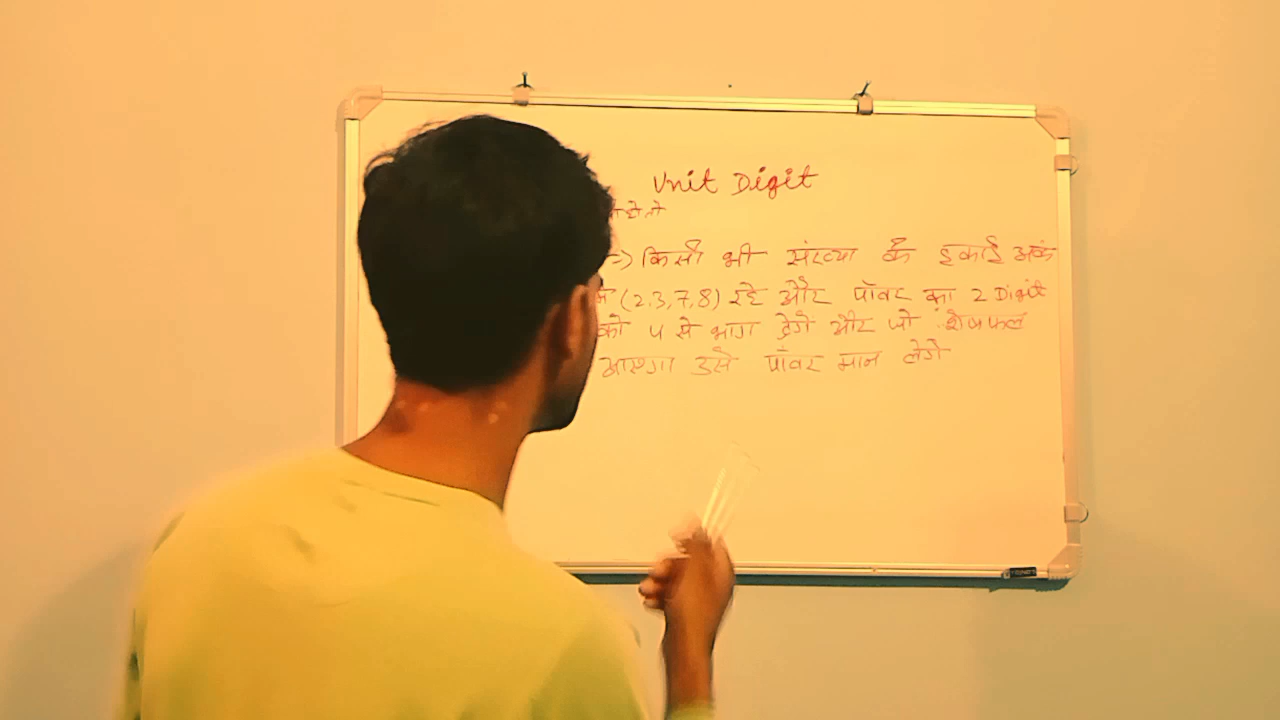 Unit Digit
=> किसी भी संख्या के इकाई अंक
(2,3,7,8) रहे और पॉवर का 2 Digit
को 4 से भाग देगें और जो शेषफल
आएगा उसे पॉवर मान लेगें